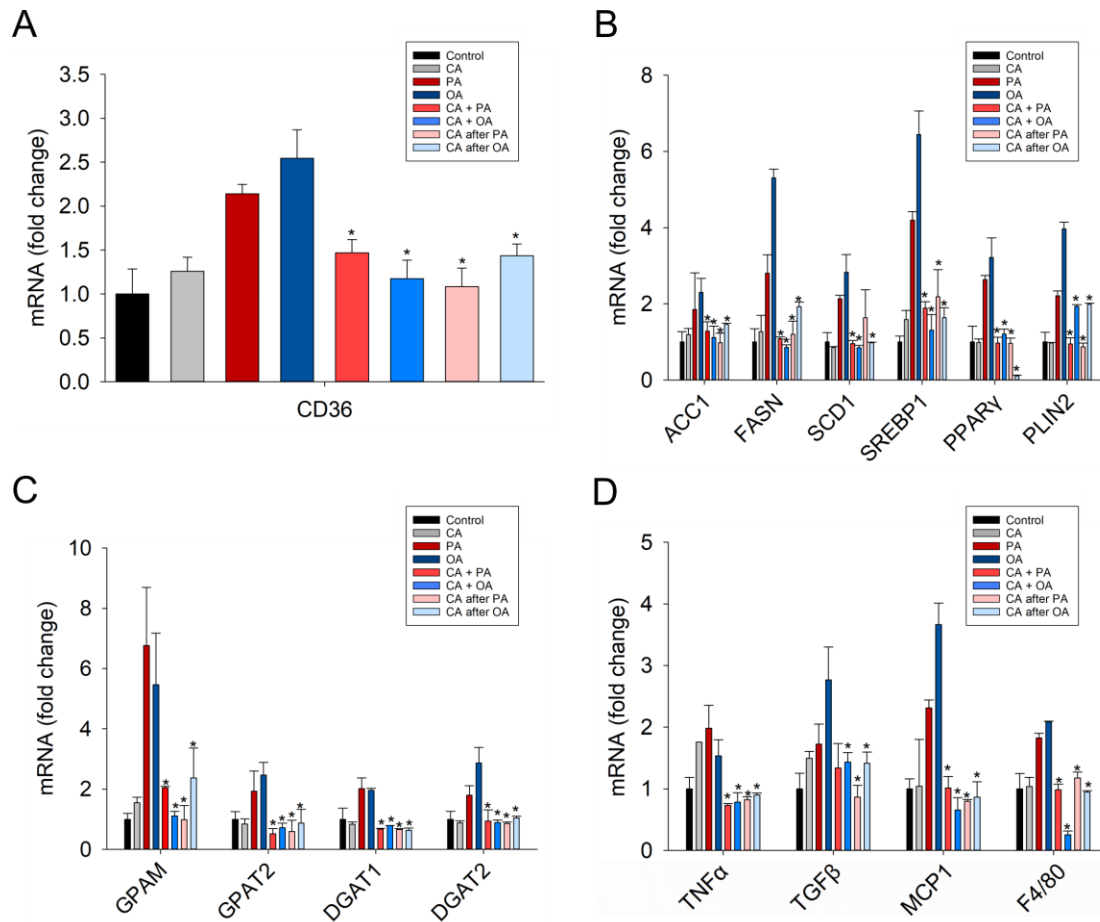 A
Control
CA
PA
OA
CA + PA
CA + OA
CA after PA
CA after OA
mRNA (fold change)
3.5
3.0
2.5
2.0
1.5
1.0
0.5
0.0
* * * *
CD36
B
Control
CA
PA
OA
CA + PA
CA + OA
CA after PA
CA after OA
mRNA (fold change)
8
6
4
2
0
ACC1 FASN SCD1 SREBP1 PPARγ PLIN2
C
Control
CA
PA
OA
CA + PA
CA + OA
CA after PA
CA after OA
mRNA (fold change)
10
8
6
4
2
0
GPAM GPAT2 DGAT1 DGAT2
D
Control
CA
PA
OA
CA + PA
CA + OA
CA after PA
CA after OA
mRNA (fold change)
5
4
3
2
1
0
TNFα TGFβ MCP1 F4/80